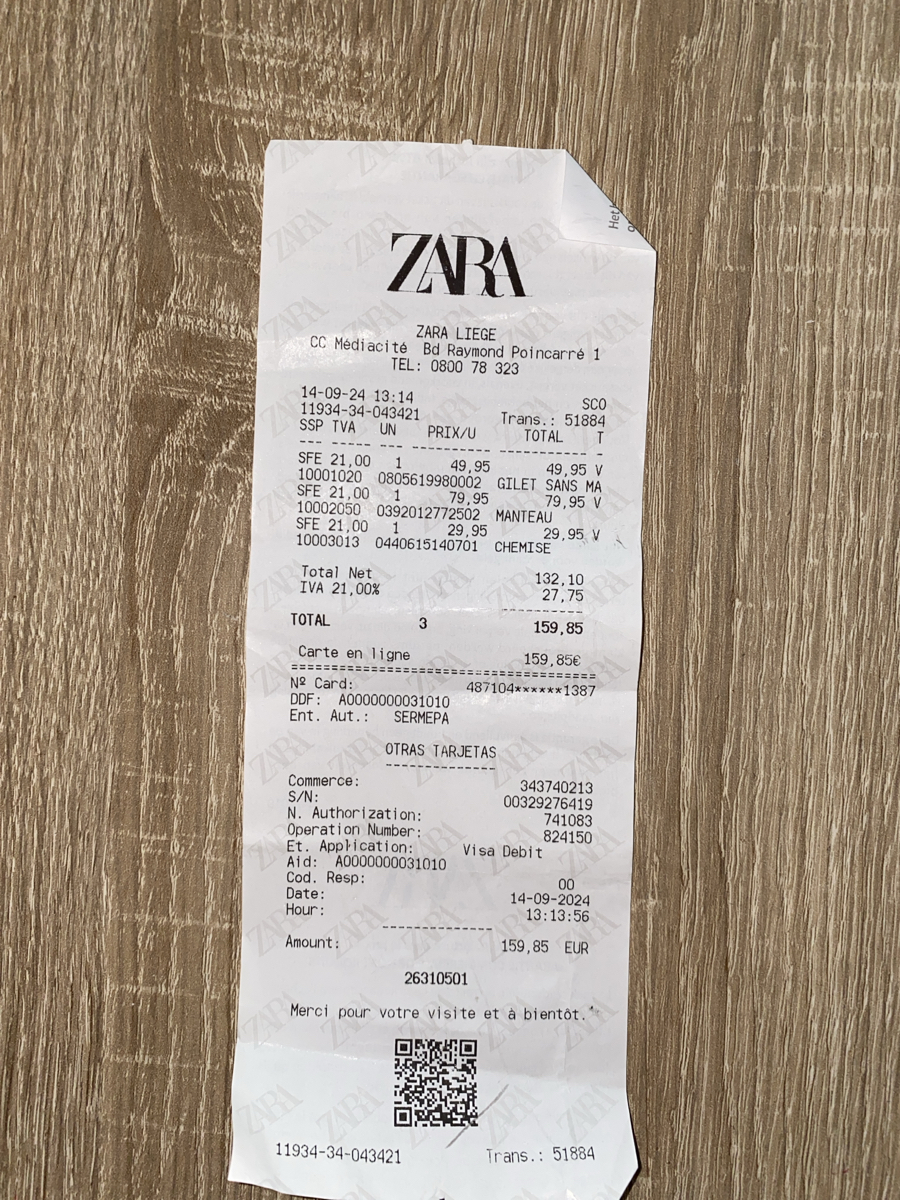 Het
ZARA
ZARA LIEGE
CC Médiacité Bd Raymond Poincarré 1
TEL: 0800 78 323
14-09-24 13:14 SCO
11934-34-043421 Trans.: 51884
SSP TVA UN PRIX/U TOTAL T
--- ----- --- ---------- ----------- -
SFE 21,00 1 49,95 49,95 V
10001020 0805619980002 GILET SANS MA
SFE 21,00 1 79,95 79,95 V
10002050 0392012772502 MANTEAU
SFE 21,00 1 29,95 29,95 V
10003013 0440615140701 CHEMISE
Total Net 132,10
IVA 21,00% 27,75
----------
TOTAL 3 159,85
Carte en ligne 159,85€
======================================
Nº Card: 487104******1387
DDF: A0000000031010
Ent. Aut.: SERMEPA
OTRAS TARJETAS
--------------
Commerce: 343740213
S/N: 00329276419
N. Authorization: 741083
Operation Number: 824150
Et. Application: Visa Debit
Aid: A0000000031010
Cod. Resp: 00
Date: 14-09-2024
Hour: 13:13:56
--------------
Amount: 159,85 EUR
26310501
Merci pour votre visite et à bientôt.
11934-34-043421 Trans.: 51884